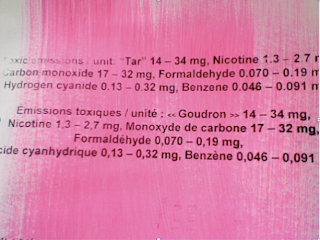 Toxic emissions / unit: "Tar" 14 – 34 mg, Nicotine 1.3 – 2.7 m
Carbon monoxide 17 – 32 mg, Formaldehyde 0.070 – 0.19 m
Hydrogen cyanide 0.13 – 0.32 mg, Benzene 0.046 – 0.091 m
Émissions toxiques / unité : << Goudron >> 14 – 34 mg,
Nicotine 1,3 – 2,7 mg, Monoxyde de carbone 17 – 32 mg,
Formaldéhyde 0,070 – 0,19 mg,
cide cyanhydrique 0,13 – 0,32 mg, Benzène 0,046 – 0,091